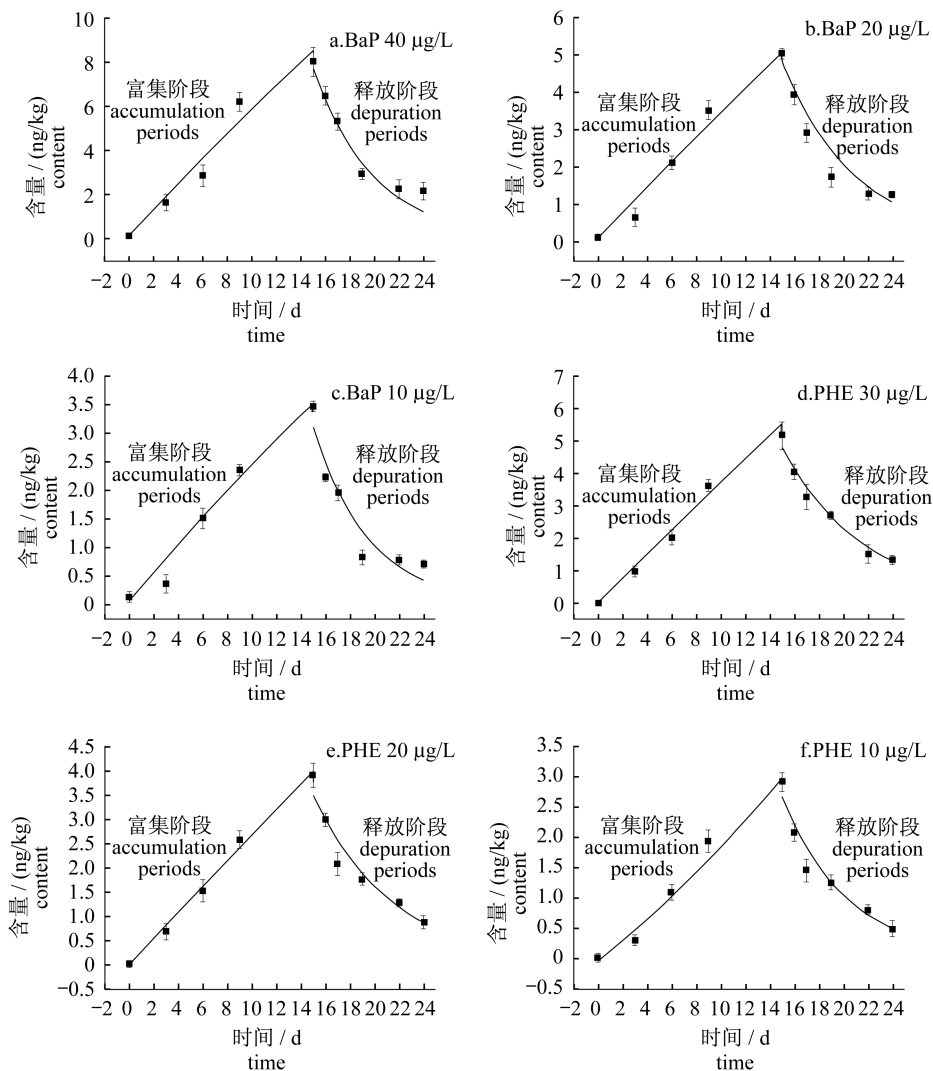 a.BaP 40 μg/L
10
8
6
4
2
0
富集阶段
accumulation
periods
释放阶段
depuration
periods
含量 / (ng/kg)
content
−2 0 2 4 6 8 10 12 14 16 18 20 22 24
时间 / d
time
b.BaP 20 μg/L
6
5
4
3
2
1
0
富集阶段
accumulation
periods
释放阶段
depuration
periods
含量 / (ng/kg)
content
−2 0 2 4 6 8 10 12 14 16 18 20 22 24
时间 / d
time
c.BaP 10 μg/L
4.0
3.5
3.0
2.5
2.0
1.5
1.0
0.5
0
富集阶段
accumulation
periods
释放阶段
depuration
periods
含量 / (ng/kg)
content
−2 0 2 4 6 8 10 12 14 16 18 20 22 24
时间 / d
time
d.PHE 30 μg/L
7
6
5
4
3
2
1
0
富集阶段
accumulation
periods
释放阶段
depuration
periods
含量 / (ng/kg)
content
−2 0 2 4 6 8 10 12 14 16 18 20 22 24
时间 / d
time
e.PHE 20 μg/L
4.5
4.0
3.5
3.0
2.5
2.0
1.5
1.0
0.5
0
−0.5
富集阶段
accumulation
periods
释放阶段
depuration
periods
含量 / (ng/kg)
content
−2 0 2 4 6 8 10 12 14 16 18 20 22 24
时间 / d
time
f.PHE 10 μg/L
3.5
3.0
2.5
2.0
1.5
1.0
0.5
0
−0.5
富集阶段
accumulation
periods
释放阶段
depuration
periods
含量 / (ng/kg)
content
−2 0 2 4 6 8 10 12 14 16 18 20 22 24
时间 / d
time